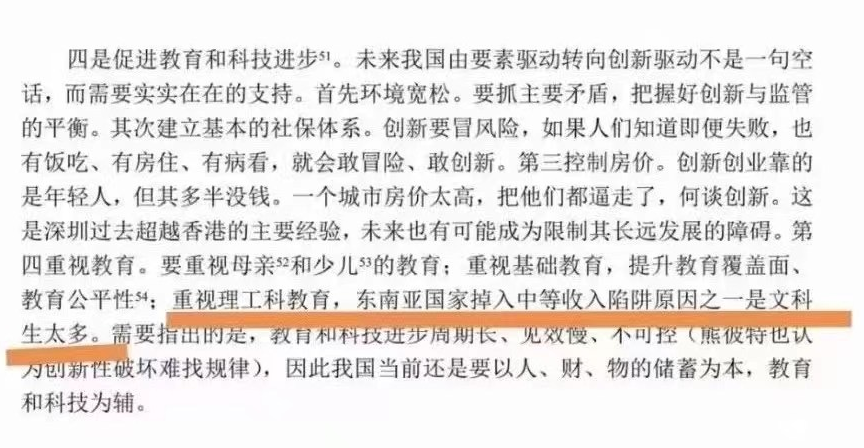 四是促进教育和科技进步⁵¹。未来我国由要素驱动转向创新驱动不是一句空
话，而需要实实在在的支持。首先环境宽松。要抓主要矛盾，把握好创新与监管
的平衡。其次建立基本的社保体系。创新要冒风险，如果人们知道即便失败，也
有饭吃、有房住、有病看，就会敢冒险、敢创新。第三控制房价。创新创业靠的
是年轻人，但其多半没钱。一个城市房价太高，把他们都逼走了，何谈创新。这
是深圳过去超越香港的主要经验，未来也有可能成为限制其长远发展的障碍。第
四重视教育。要重视母亲⁵²和少儿⁵³的教育；重视基础教育，提升教育覆盖面、
教育公平性⁵⁴；重视理工科教育，东南亚国家掉入中等收入陷阱原因之一是文科
生太多。需要指出的是，教育和科技进步周期长、见效慢、不可控（熊彼特也认
为创新性破坏难找规律），因此我国当前还是要以人、财、物的储蓄为本，教育
和科技为辅。